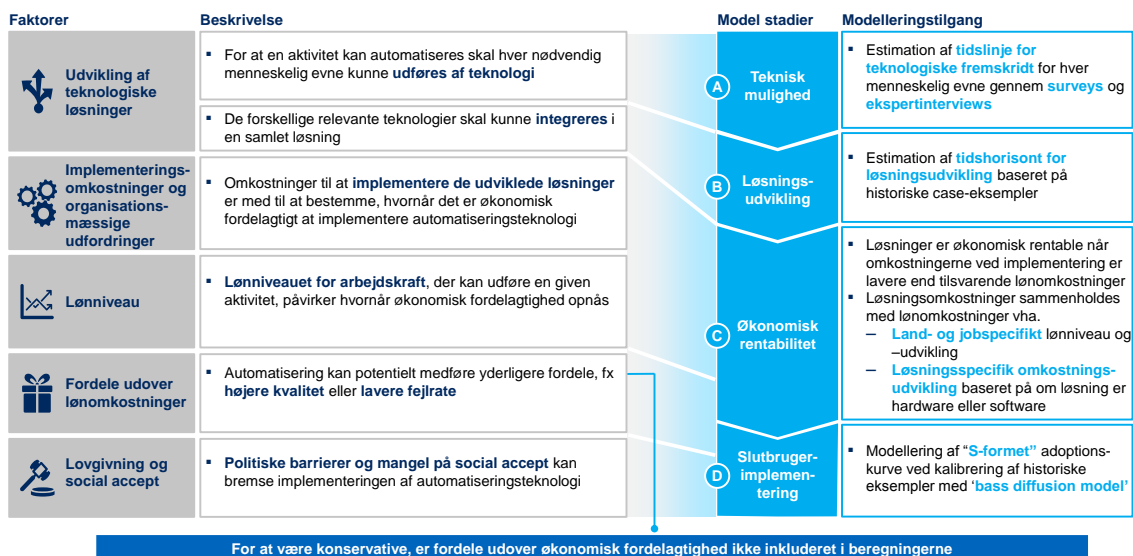 Faktorer
Beskrivelse
Model stadier
Modelleringstilgang
Udvikling af
teknologiske
løsninger
▪ For at en aktivitet kan automatiseres skal hver nødvendig
menneskelig evne kunne udføres af teknologi
▪ De forskellige relevante teknologier skal kunne integreres i
en samlet løsning
Implementerings-
omkostninger og
organisations-
mæssige
udfordringer
▪ Omkostninger til at implementere de udviklede løsninger
er med til at bestemme, hvornår det er økonomisk
fordelagtigt at implementere automatiseringsteknologi
Lønniveau
▪ Lønniveauet for arbejdskraft, der kan udføre en given
aktivitet, påvirker hvornår økonomisk fordelagtighed opnås
Fordele udover
lønomkostninger
▪ Automatisering kan potentielt medføre yderligere fordele, fx
højere kvalitet eller lavere fejlrate
Lovgivning og
social accept
▪ Politiske barrierer og mangel på social accept kan
bremse implementeringen af automatiseringsteknologi
A
Teknisk
mulighed
B
Løsnings-
udvikling
C
Økonomisk
rentabilitet
D
Slutbruger-
implemen-
tering
▪ Estimation af tidslinje for
teknologiske fremskridt for hver
menneskelig evne gennem surveys og
ekspertinterviews
▪ Estimation af tidshorisont for
løsningsudvikling baseret på
historiske case-eksempler
▪ Løsninger er økonomisk rentable når
omkostningerne ved implementering er
lavere end tilsvarende lønomkostninger
▪ Løsningsomkostninger sammenholdes
med lønomkostninger vha.
– Land- og jobspecifikt lønniveau og
–udvikling
– Løsningsspecifik omkostnings-
udvikling baseret på om løsning er
hardware eller software
▪ Modellering af “S-formet” adoptions-
kurve ved kalibrering af historiske
eksempler med ‘bass diffusion model’
For at være konservative, er fordele udover økonomisk fordelagtighed ikke inkluderet i beregningerne